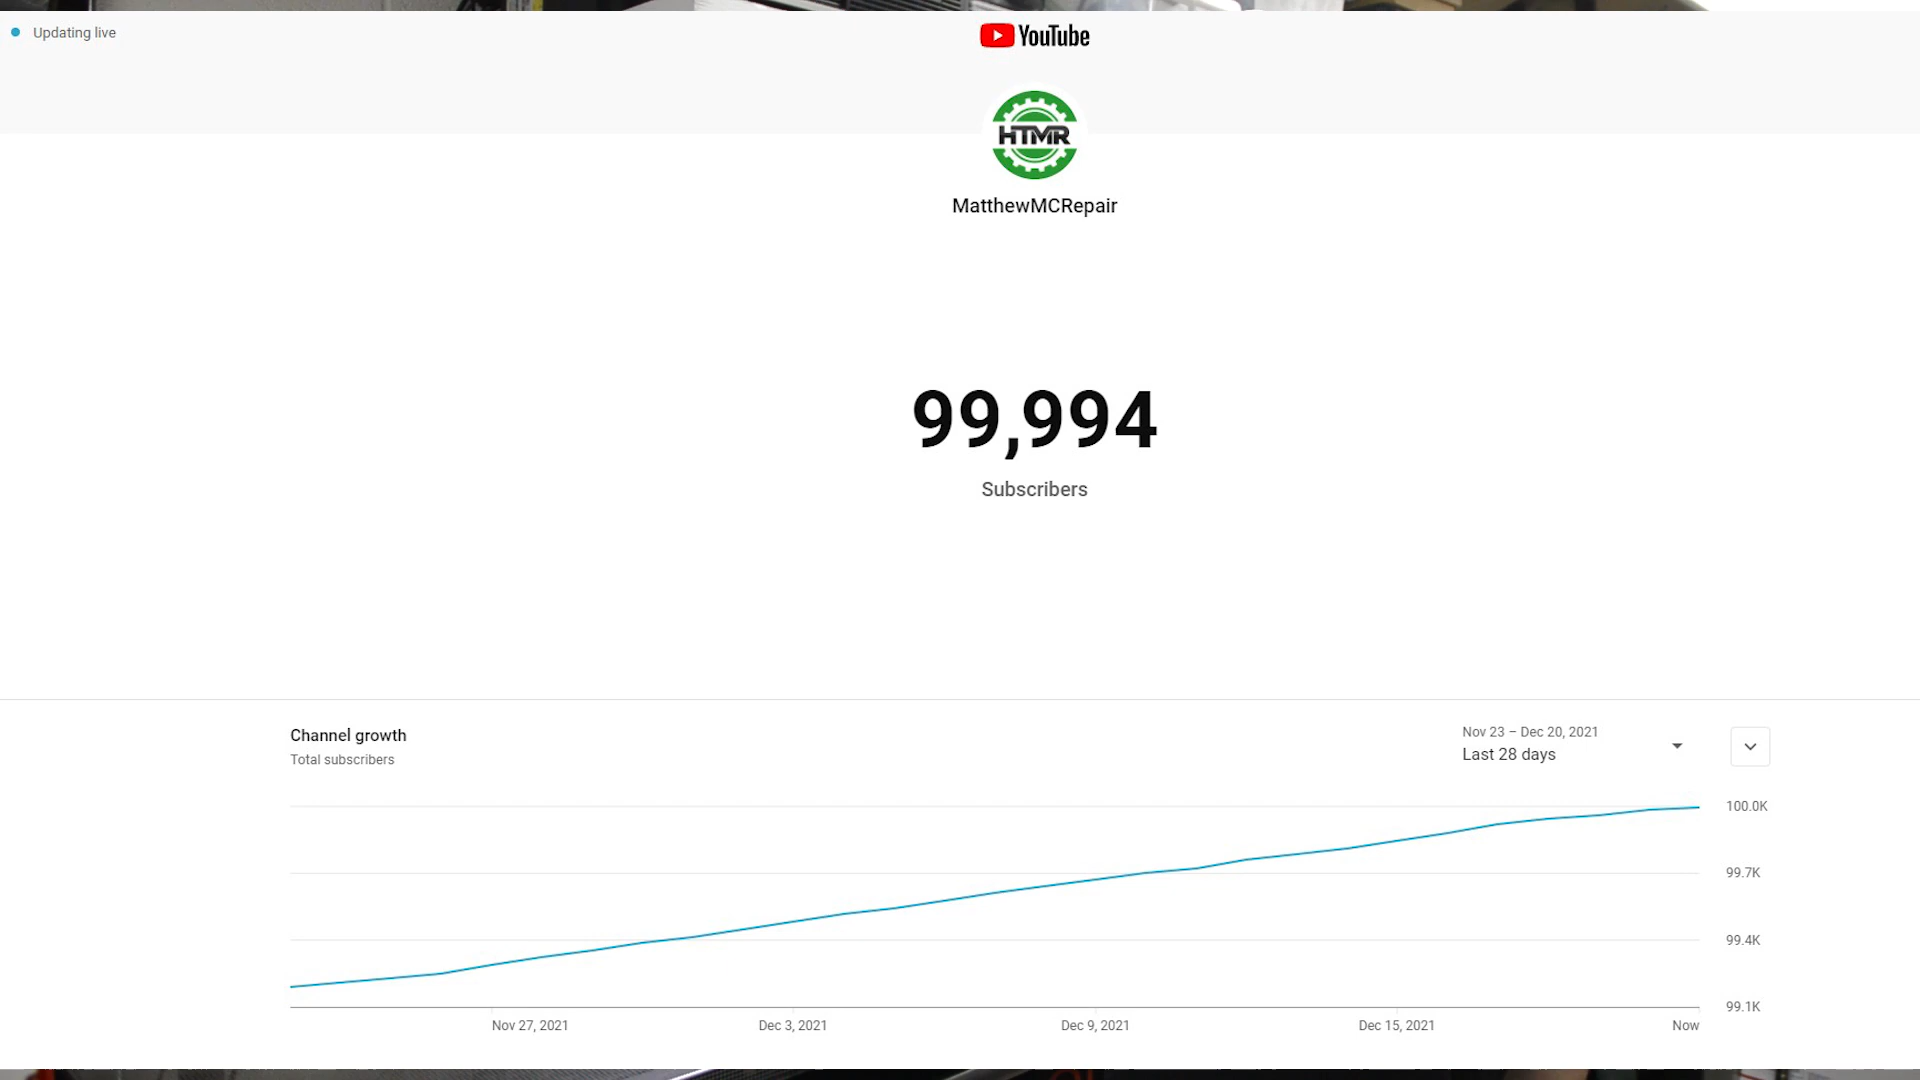 Updating live
YouTube
HTMR
MatthewMCRepair
99,994
Subscribers
Channel growth
Total subscribers
Nov 23 – Dec 20, 2021
Last 28 days
100.0K
99.7K
99.4K
99.1K
Nov 27, 2021
Dec 3, 2021
Dec 9, 2021
Dec 15, 2021
Now